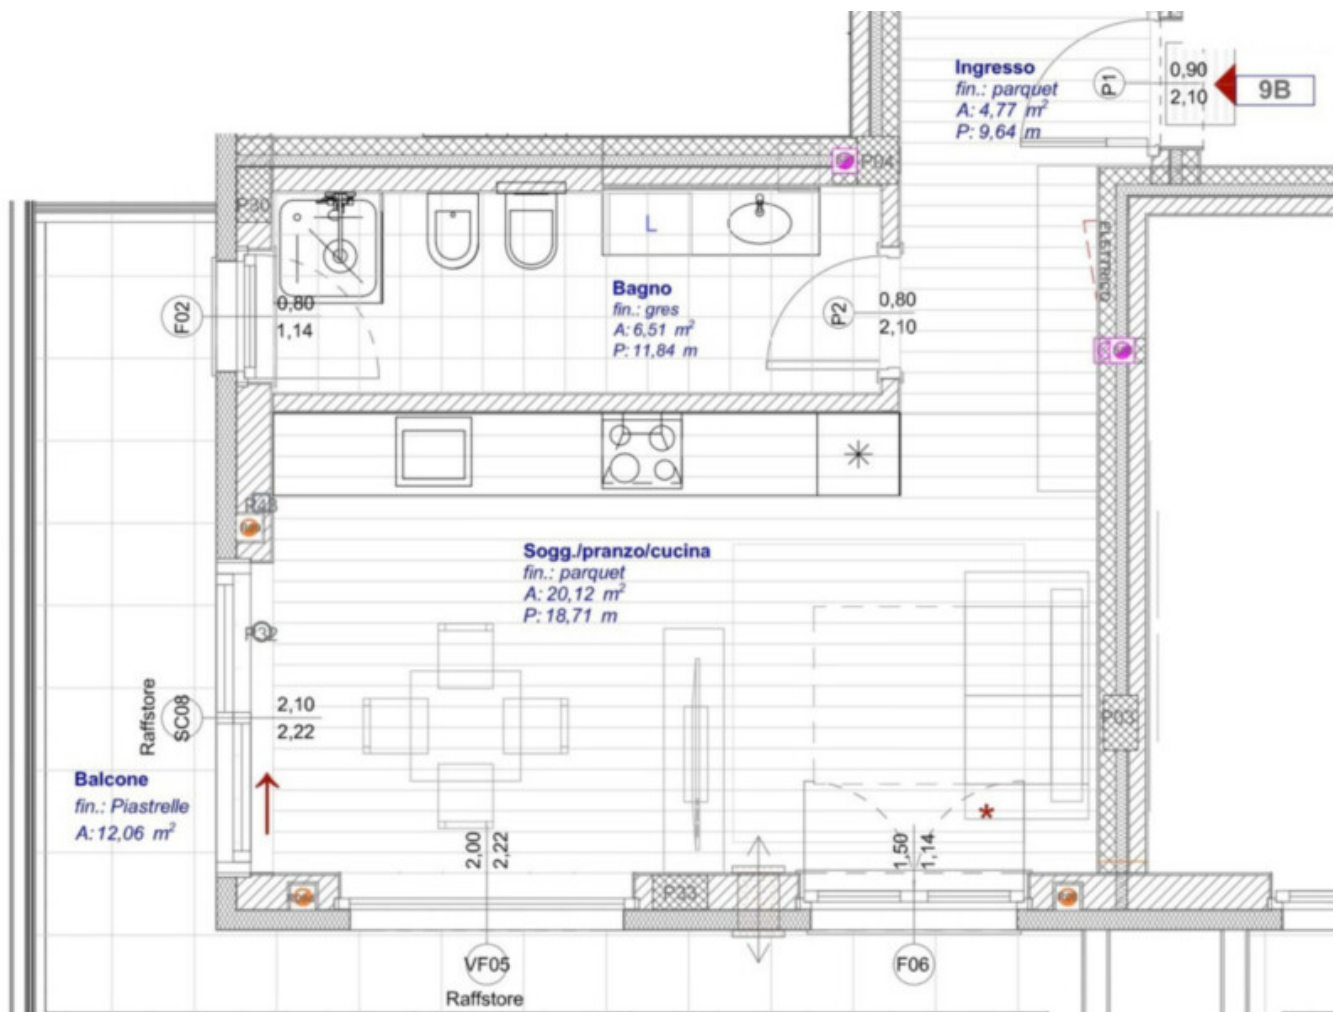 Ingresso
fin.: parquet
A: 4,77 m²
P: 9,64 m
P1
0,90
2,10
9B
P04
P30
L
ELETTRICO
F02
0,80
1,14
Bagno
fin.: gres
A: 6,51 m²
P: 11,84 m
P2
0,80
2,10
P43
Sogg./pranzo/cucina
fin.: parquet
A: 20,12 m²
P: 18,71 m
P32
Raffstore
SC08
2,10
2,22
P03
Balcone
fin.: Piastrelle
A: 12,06 m²
*
2,00
2,22
1,50
1,14
P33
VF05
F06
Raffstore